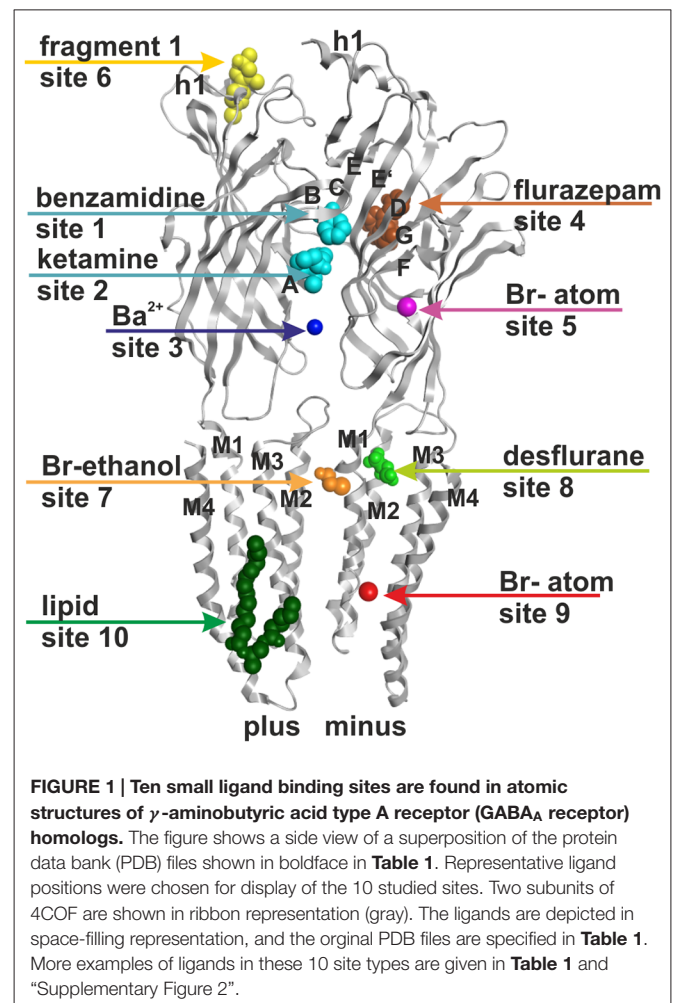 fragment 1
site 6
h1
h1
E
E'
B
C
D
G
F
A
benzamidine
site 1
flurazepam
site 4
ketamine
site 2
Ba²⁺
site 3
Br- atom
site 5
M1
M3
M2
M4
M1
M3
M2
M4
Br-ethanol
site 7
desflurane
site 8
Br- atom
site 9
lipid
site 10
plus minus
FIGURE 1 | Ten small ligand binding sites are found in atomic
structures of γ-aminobutyric acid type A receptor (GABA_A receptor)
homologs. The figure shows a side view of a superposition of the protein
data bank (PDB) files shown in boldface in Table 1. Representative ligand
positions were chosen for display of the 10 studied sites. Two subunits of
4COF are shown in ribbon representation (gray). The ligands are depicted in
space-filling representation, and the orginal PDB files are specified in Table 1.
More examples of ligands in these 10 site types are given in Table 1 and
“Supplementary Figure 2”.